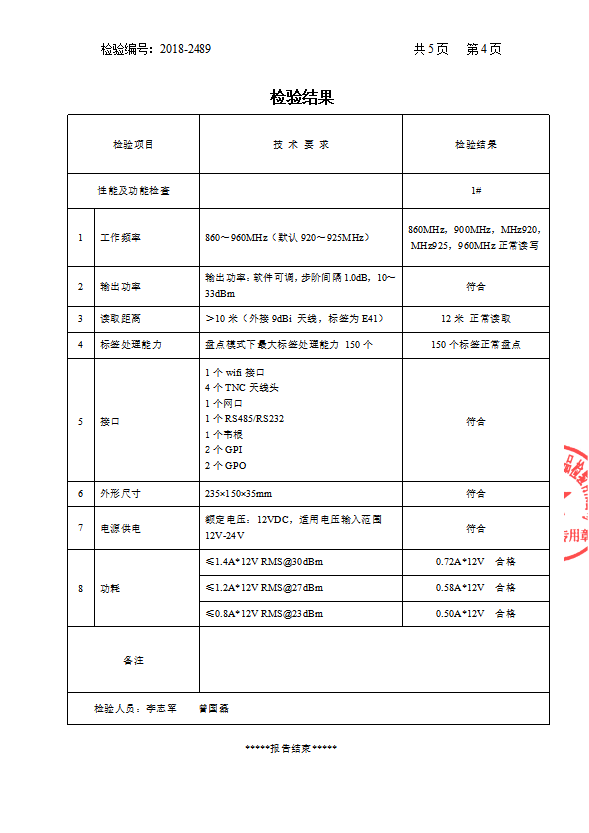 检验编号：2018-2489
共 5 页 第 4 页
检验结果
检验项目 技 术 要 求 检验结果
性能及功能检查 1#
1 工作频率 860～960MHz（默认 920～925MHz） 860MHz，900MHz，MHz920，
MHz925，960MHz 正常读写
2 输出功率 输出功率：软件可调，步阶间隔 1.0dB，10～
33dBm 符合
3 读取距离 ＞10 米（外接 9dBi 天线，标签为 E41） 12 米 正常读取
4 标签处理能力 盘点模式下最大标签处理能力 150 个 150 个标签正常盘点
5 接口 1 个 wifi 接口
4 个 TNC 天线头
1 个网口
1 个 RS485/RS232 符合
1 个韦根
2 个 GPI
2 个 GPO
6 外形尺寸 235×150×35mm 符合
7 电源供电 额定电压：12VDC，适用电压输入范围
12V-24V 符合
8 功耗 ≤1.4A*12V RMS@30dBm 0.72A*12V 合格
≤1.2A*12V RMS@27dBm 0.58A*12V 合格
≤0.8A*12V RMS@23dBm 0.50A*12V 合格
备注
检验人员：李志军 曾国磊
*****报告结束*****
专用章